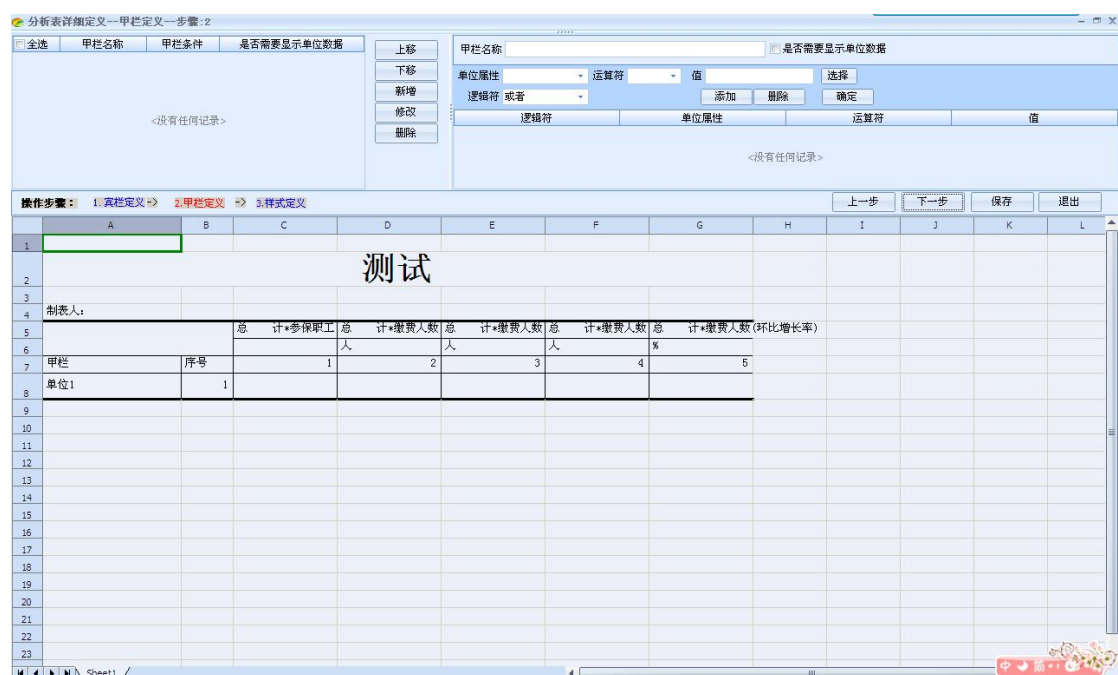 分析表详细定义--甲栏定义--步骤:2
全选 甲栏名称 甲栏条件 是否需要显示单位数据
<没有任何记录>
上移
下移
新增
修改
删除
甲栏名称 是否需要显示单位数据
单位属性 运算符 值 选择
逻辑符 或者 添加 删除 确定
逻辑符 单位属性 运算符 值
<没有任何记录>
操作步骤: 1.宾栏定义-> 2.甲栏定义 -> 3.样式定义 上一步 下一步 保存 退出
A B C D E F G H I J K L
1
2 测试
3
4 制表人:
5 总 计*参保职工 总 计*缴费人数 总 计*缴费人数 总 计*缴费人数 总 计*缴费人数(环比增长率)
6 人 人 人 %
7 甲栏 序号 1 2 3 4 5
8 单位1 1
9
10
11
12
13
14
15
16
17
18
19
20
21
22
23
Sheet1
中 简